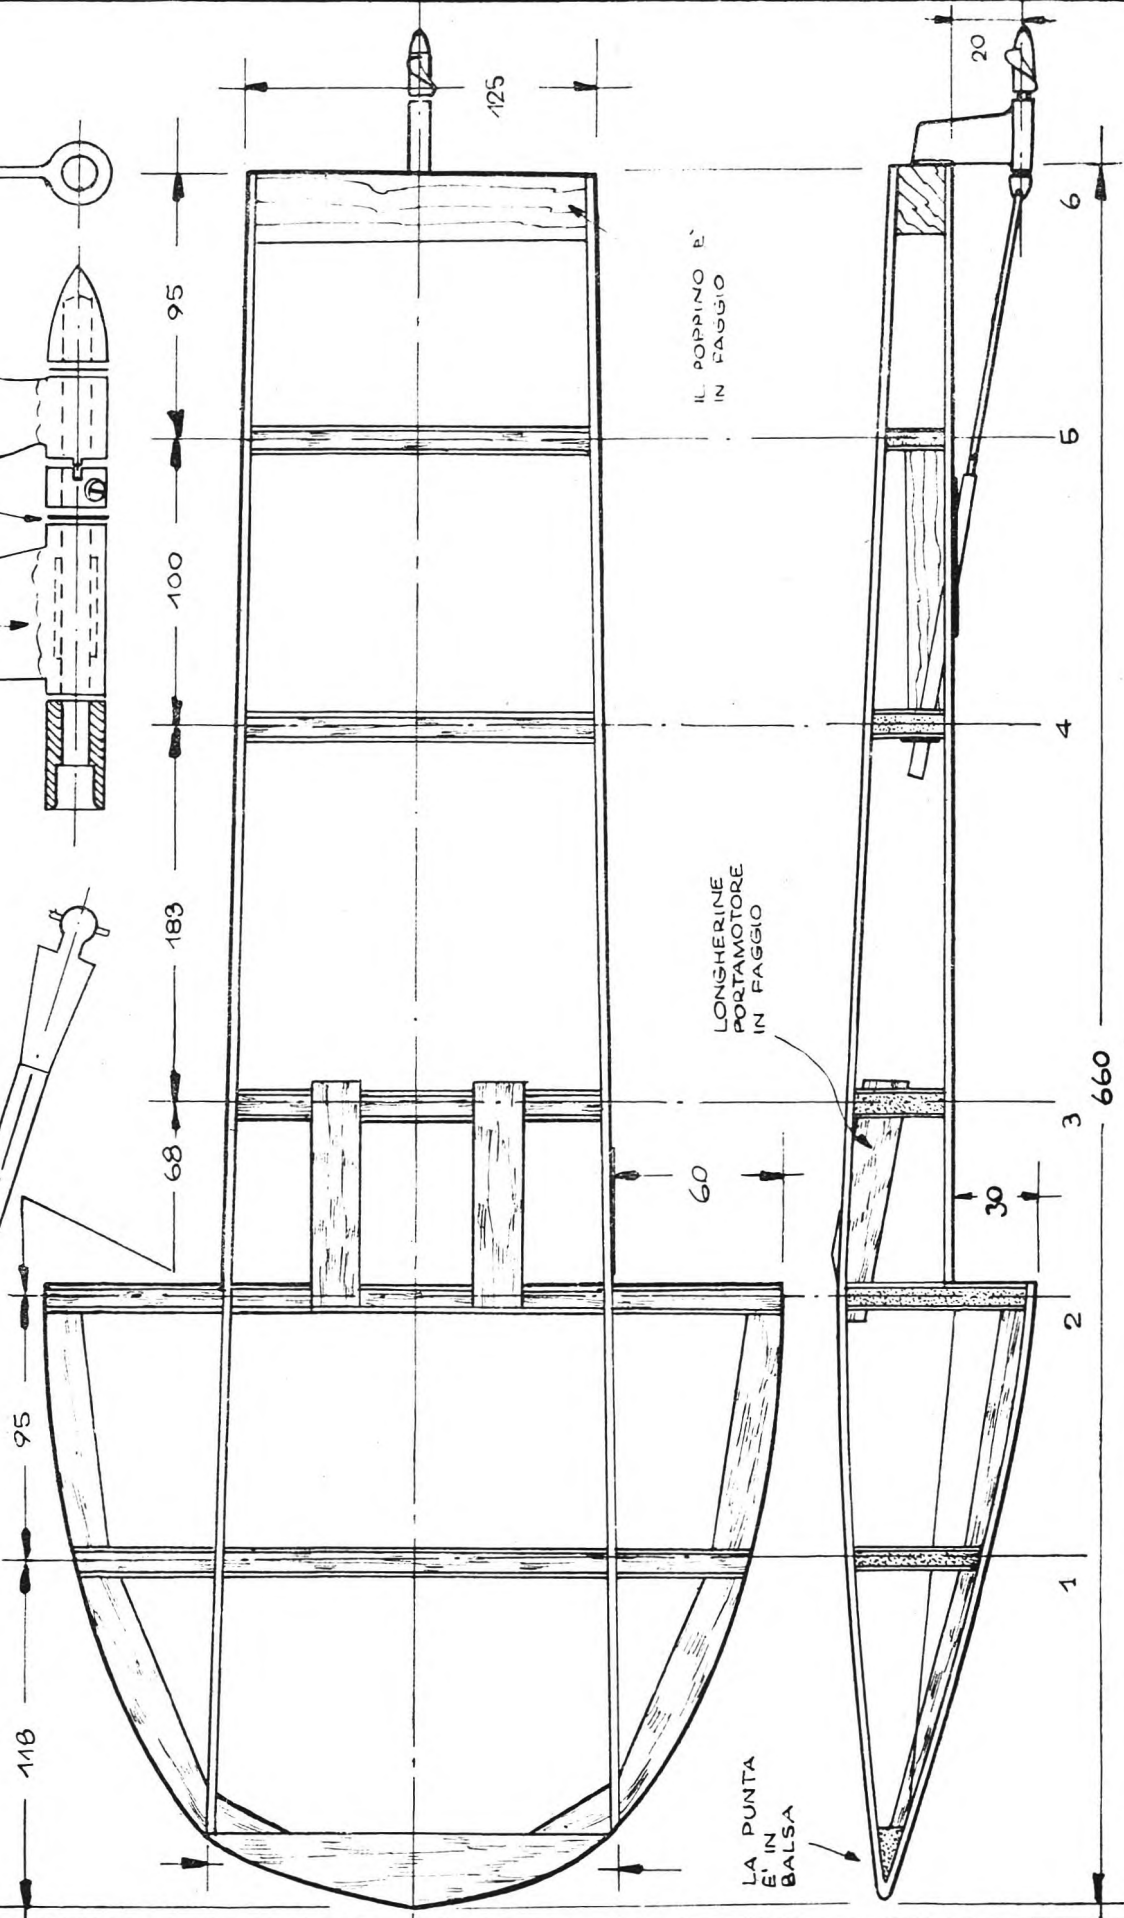 125
20
95
100
183
68
95
118
IL POPPINO E'
IN FAGGIO
LONGHERINE
PORTAMOTORE
IN FAGGIO
60
30
660
6
5
4
3
2
1
LA PUNTA
E' IN
BALSA